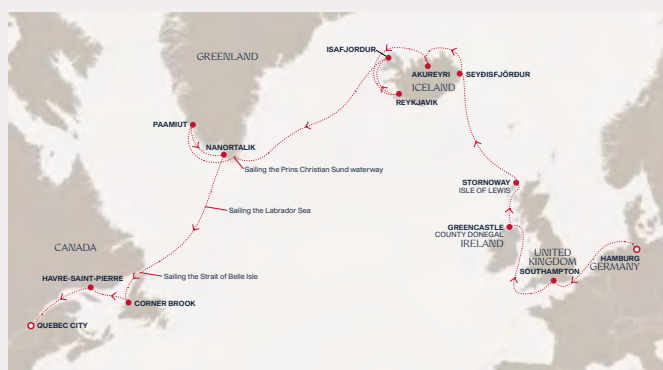 GREENLAND
ISAFJORDUR
AKUREYRI
SEYÐISFJÖRÐUR
ICELAND
REYKJAVIK
PAAMIUT
NANORTALIK
Sailing the Prins Christian Sund waterway
STORNOWAY
ISLE OF LEWIS
Sailing the Labrador Sea
GREENCASTLE
COUNTY DONEGAL
IRELAND
CANADA
UNITED
KINGDOM
HAMBURG
GERMANY
SOUTHAMPTON
Sailing the Strait of Belle Isle
HAVRE-SAINT-PIERRE
CORNER BROOK
QUEBEC CITY